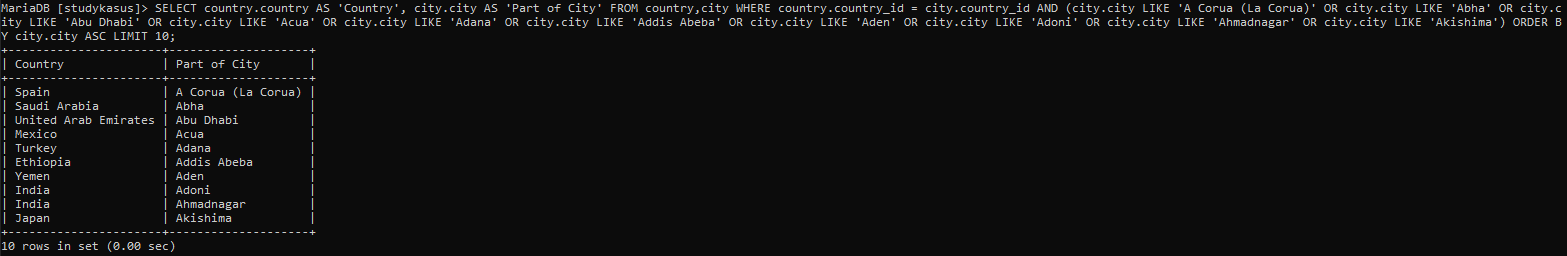 MariaDB [studykasus]> SELECT country.country AS 'Country', city.city AS 'Part of City' FROM country,city WHERE country.country_id = city.country_id AND (city.city LIKE 'A Corua (La Corua)' OR city.city LIKE 'Abha' OR city.c
ity LIKE 'Abu Dhabi' OR city.city LIKE 'Acua' OR city.city LIKE 'Adana' OR city.city LIKE 'Addis Abeba' OR city.city LIKE 'Aden' OR city.city LIKE 'Adoni' OR city.city LIKE 'Ahmadnagar' OR city.city LIKE 'Akishima') ORDER B
Y city.city ASC LIMIT 10;
+----------------------+--------------------+
| Country              | Part of City       |
+----------------------+--------------------+
| Spain                | A Corua (La Corua) |
| Saudi Arabia         | Abha               |
| United Arab Emirates | Abu Dhabi          |
| Mexico               | Acua               |
| Turkey               | Adana              |
| Ethiopia             | Addis Abeba        |
| Yemen                | Aden               |
| India                | Adoni              |
| India                | Ahmadnagar         |
| Japan                | Akishima           |
+----------------------+--------------------+
10 rows in set (0.00 sec)